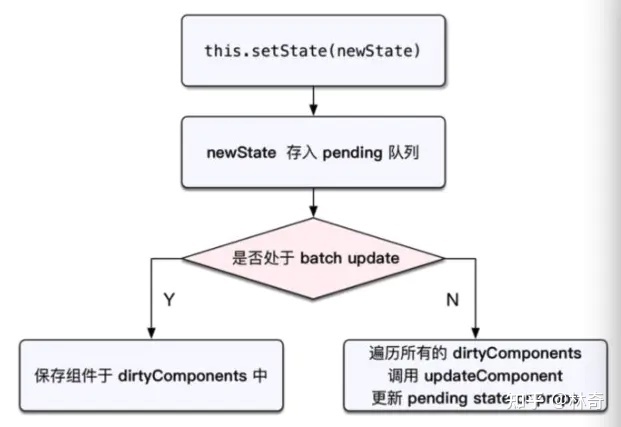 this.setState(newState)
newState 存入 pending 队列
是否处于 batch update
Y
N
保存组件于 dirtyComponents 中
遍历所有的 dirtyComponents
调用 updateComponent
更新 pending state or props
知乎 @林奇